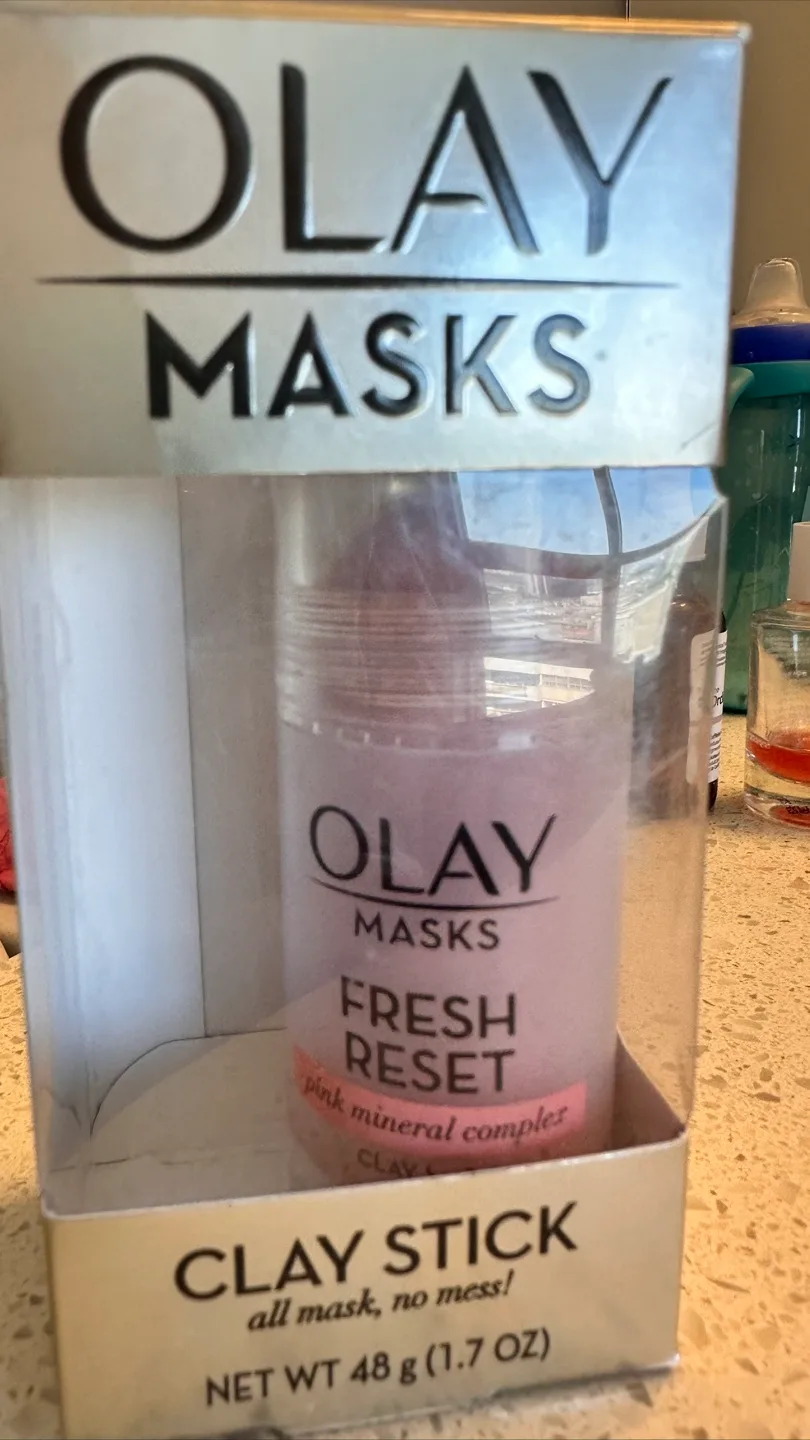 OLAY
MASKS
OLAY
MASKS
FRESH
RESET
pink mineral complex
CLAY
CLAY STICK
all mask, no mess!
NET WT 48 g (1.7 OZ)